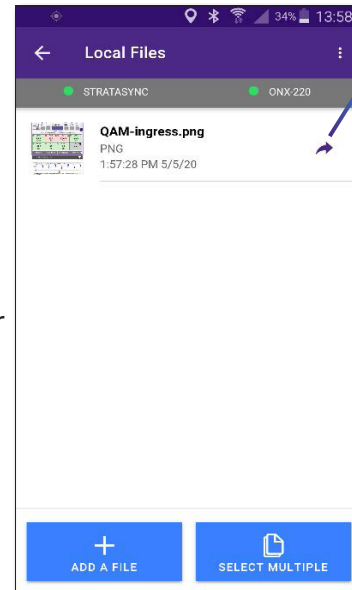 34% 13:58
Local Files
STRATASYNC ONX-220
QAM-ingress.png
PNG
1:57:28 PM 5/5/20
r
ADD A FILE SELECT MULTIPLE